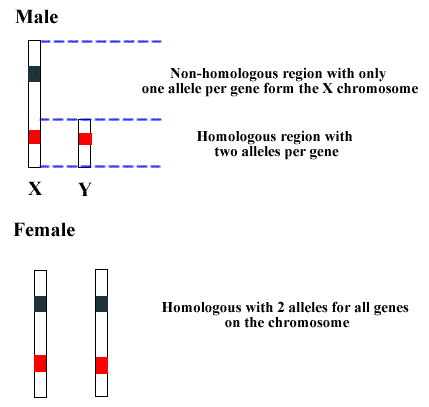 Male
Non-homologous region with only
one allele per gene form the X chromosome
Homologous region with
two alleles per gene
X Y
Female
Homologous with 2 alleles for all genes
on the chromosome